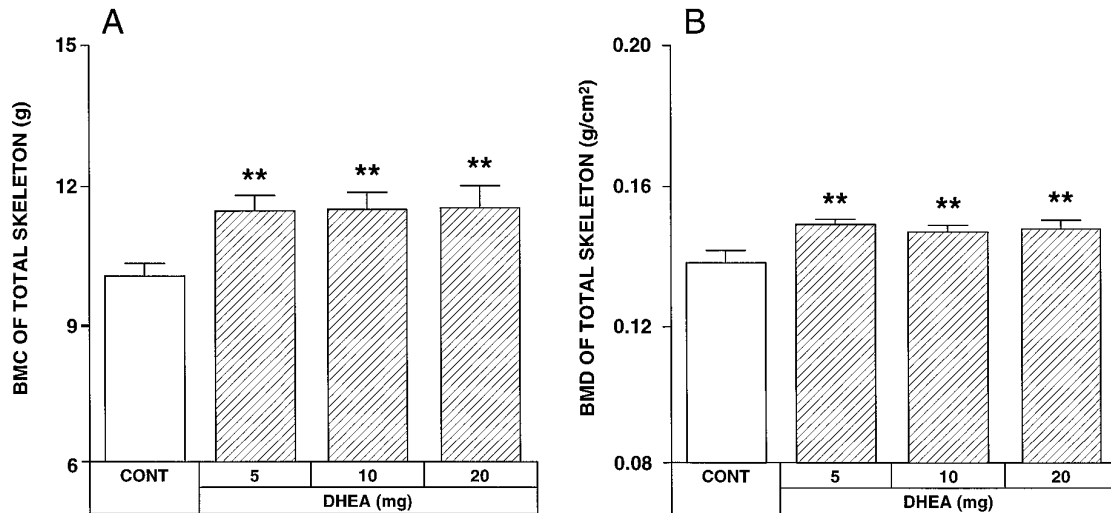 A
BMC OF TOTAL SKELETON (g)
15
12
9
6
** ** **
CONT 5 10 20
DHEA (mg)
B
BMD OF TOTAL SKELETON (g/cm²)
0.20
0.16
0.12
0.08
** ** **
CONT 5 10 20
DHEA (mg)